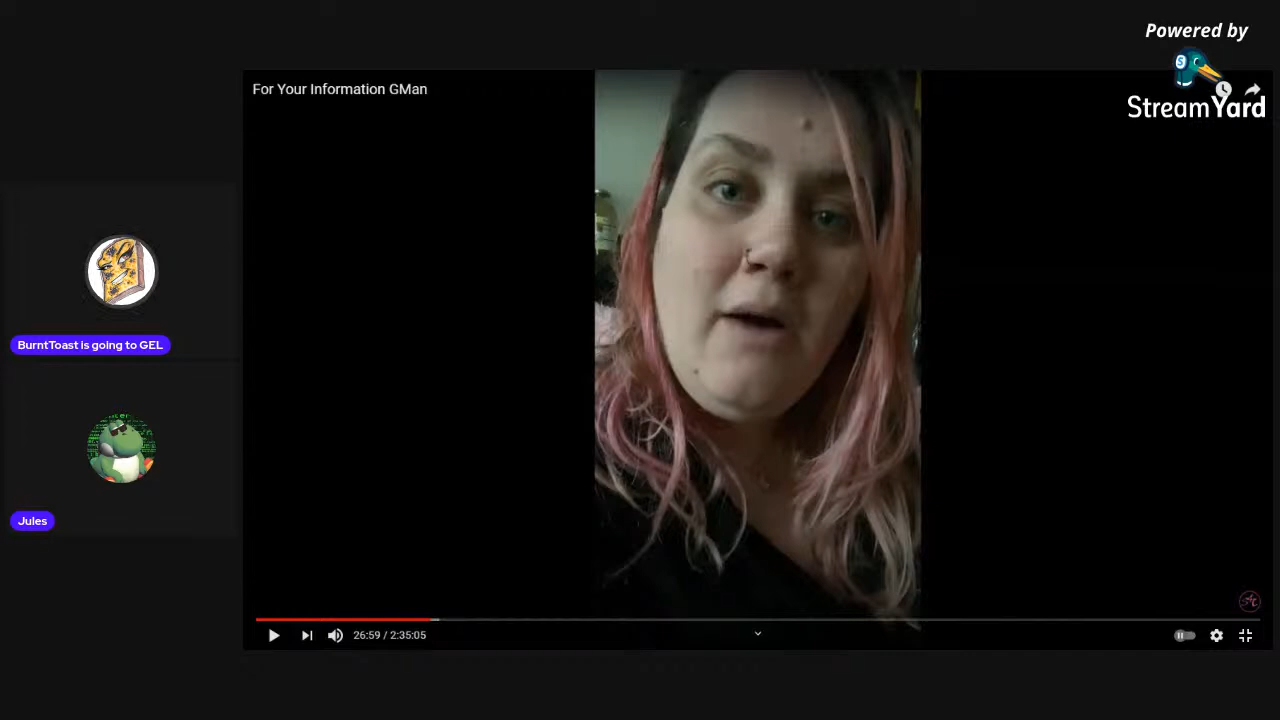 Powered by
StreamYard
For Your Information GMan
BurntToast is going to GEL
Jules
26:59 / 2:35:05